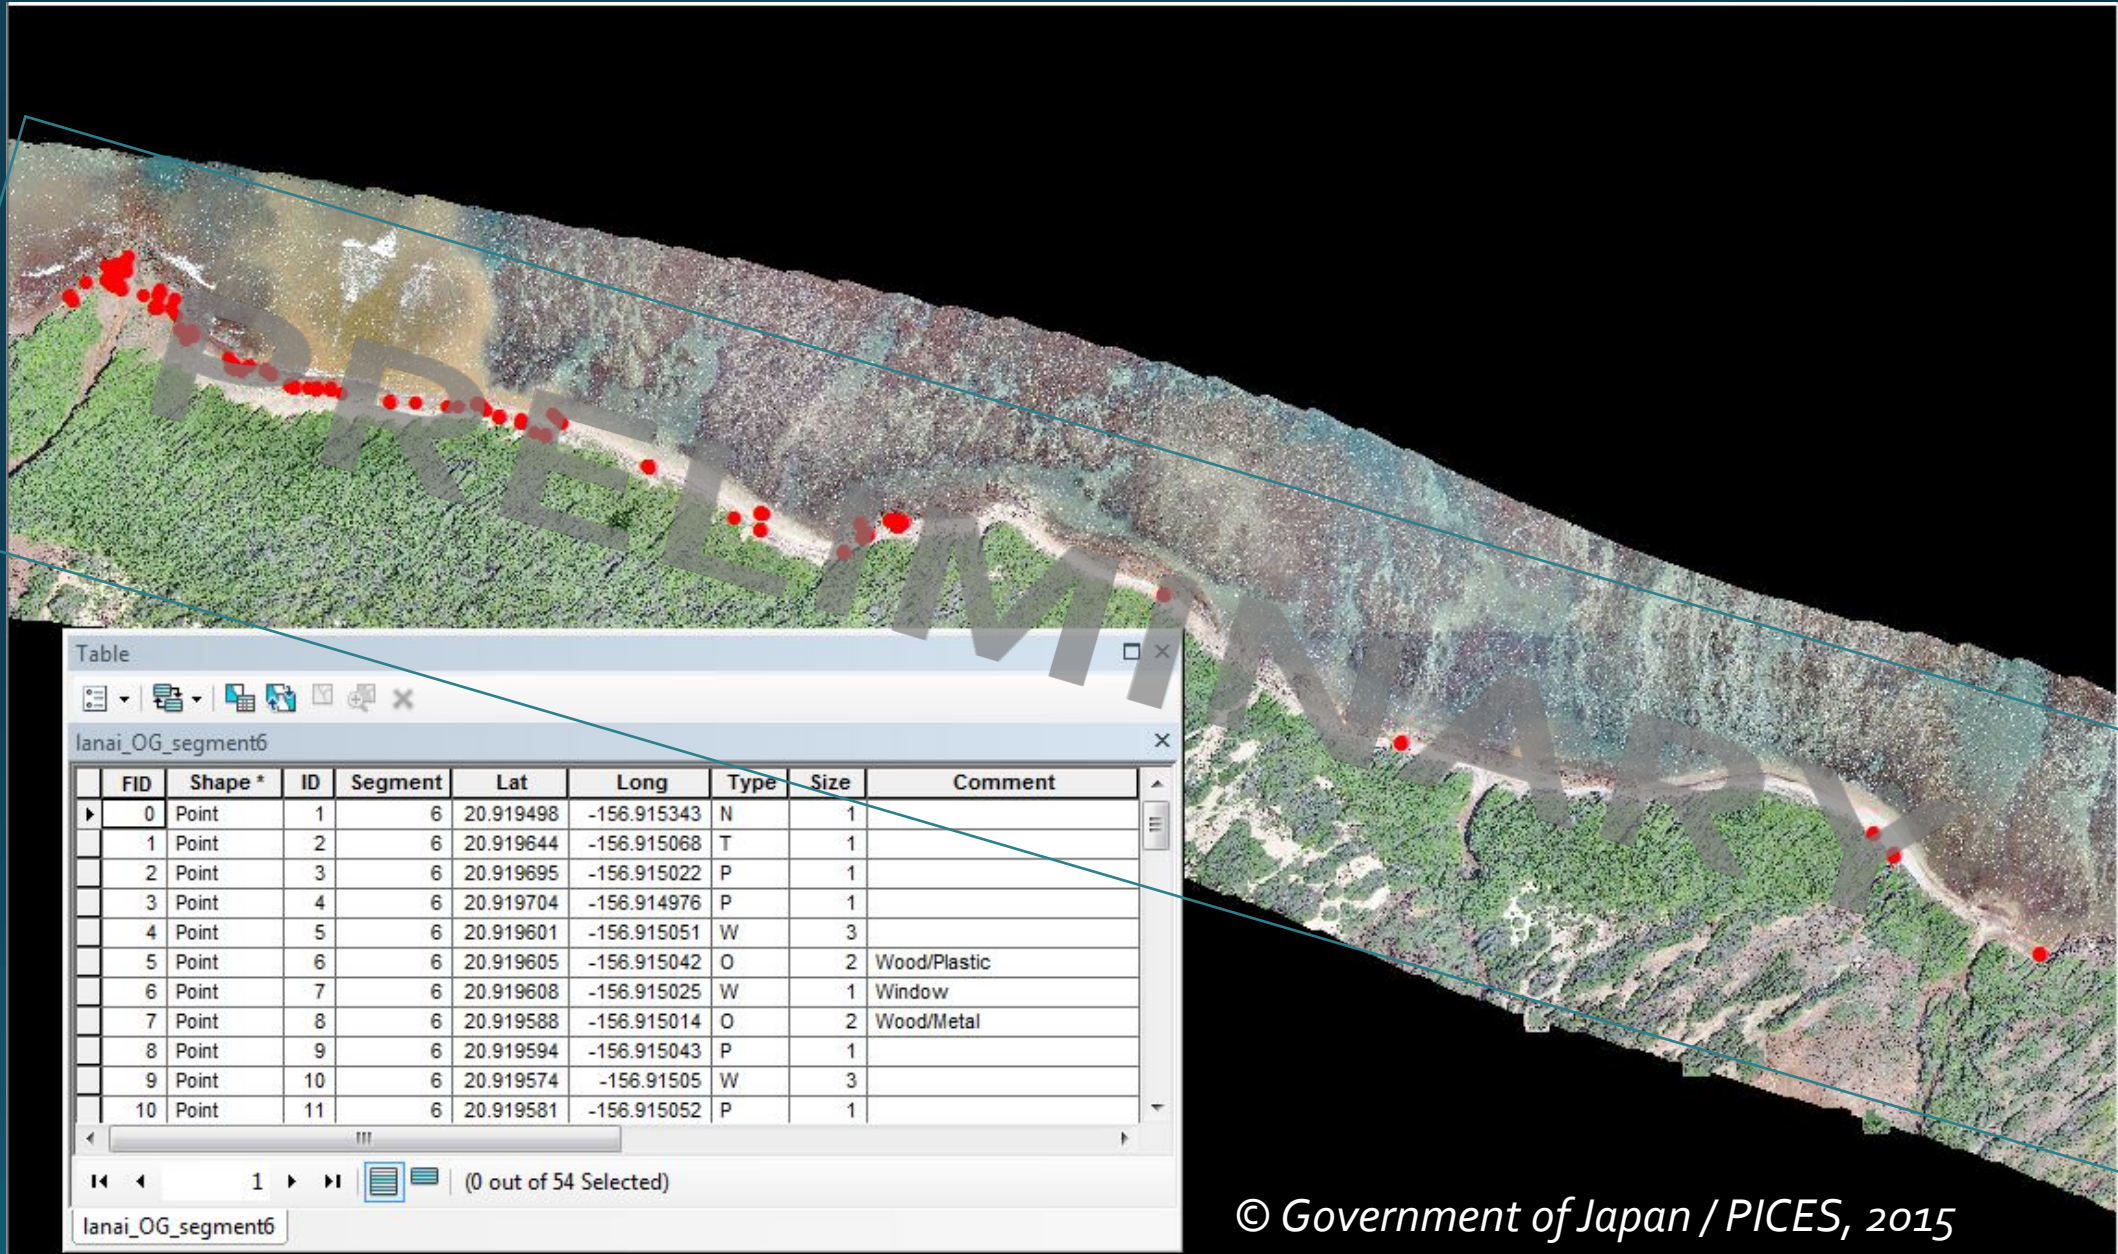 PRELIMINARY
Table
lanai_OG_segment6
FID Shape * ID Segment Lat Long Type Size Comment
0 Point 1 6 20.919498 -156.915343 N 1
1 Point 2 6 20.919644 -156.915068 T 1
2 Point 3 6 20.919695 -156.915022 P 1
3 Point 4 6 20.919704 -156.914976 P 1
4 Point 5 6 20.919601 -156.915051 W 3
5 Point 6 6 20.919605 -156.915042 O 2 Wood/Plastic
6 Point 7 6 20.919608 -156.915025 W 1 Window
7 Point 8 6 20.919588 -156.915014 O 2 Wood/Metal
8 Point 9 6 20.919594 -156.915043 P 1
9 Point 10 6 20.919574 -156.91505 W 3
10 Point 11 6 20.919581 -156.915052 P 1
1 (0 out of 54 Selected)
lanai_OG_segment6
© Government of Japan / PICES, 2015